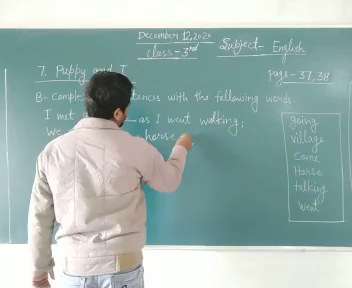 December 12, 2020
Class - 3rd
Subject - English
7. Puppy and I
page - 37, 38
B- Comple tences with the following words
I met as I went walking;
We horse
going
village
Came
Horse
talking
Went